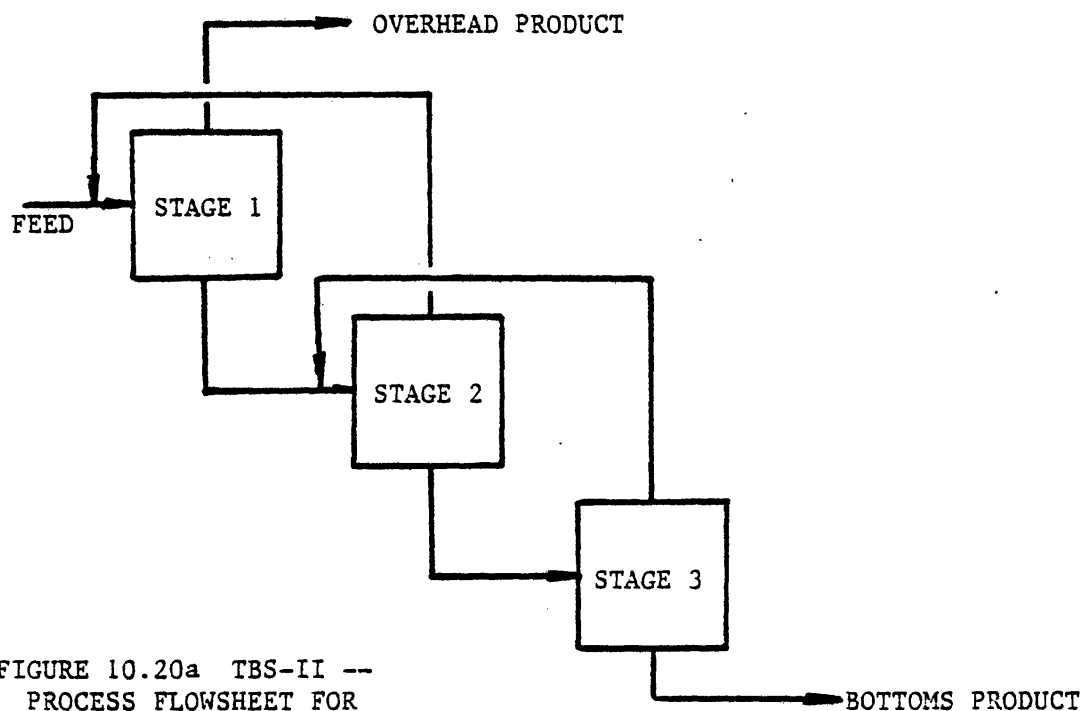 OVERHEAD PRODUCT
STAGE 1
FEED
STAGE 2
STAGE 3
FIGURE 10.20a TBS-II --
PROCESS FLOWSHEET FOR
BOTTOMS PRODUCT